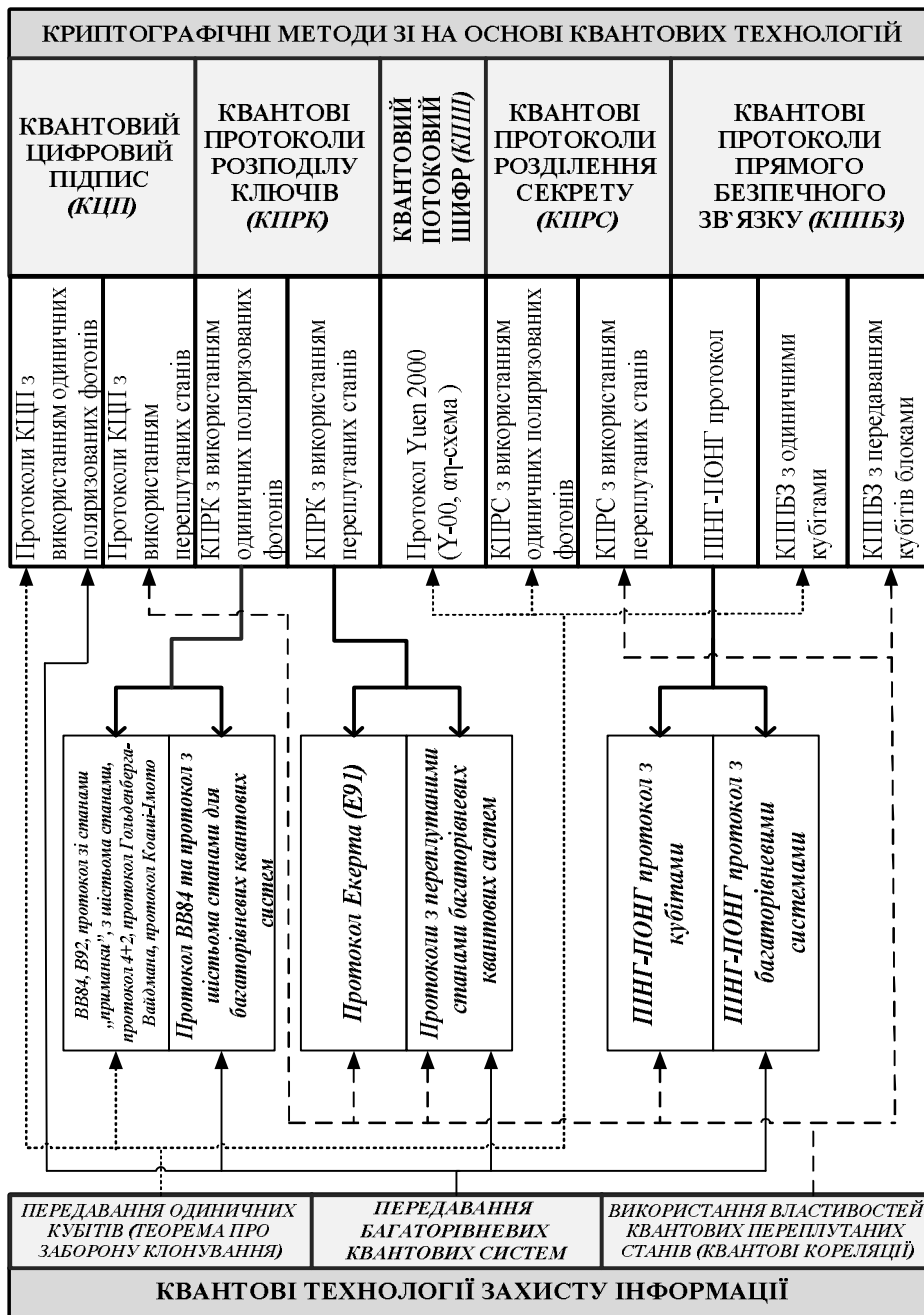 КРИПТОГРАФІЧНІ МЕТОДИ ЗІ НА ОСНОВІ КВАНТОВИХ ТЕХНОЛОГІЙ
КВАНТОВИЙ
ЦИФРОВИЙ
ПІДПИС
(КЦП)
КВАНТОВІ
ПРОТОКОЛИ
РОЗПОДІЛУ
КЛЮЧІВ
(КПРК)
КВАНТОВИЙ
ПОТОКОВИЙ
ШИФР (КПШ)
КВАНТОВІ
ПРОТОКОЛИ
РОЗДІЛЕННЯ
СЕКРЕТУ
(КПРС)
КВАНТОВІ
ПРОТОКОЛИ
ПРЯМОГО
БЕЗПЕЧНОГО
ЗВ`ЯЗКУ (КППБЗ)
Протоколи КЦП з
використанням одиничних
поляризованих фотонів
Протоколи КЦП з
використанням
переплутаних станів
КПРК з використанням
одиничних поляризованих
фотонів
КПРК з використанням
переплутаних станів
Протокол Yuen 2000
(Y-00, αη-схема )
КПРС з використанням
одиничних поляризованих
фотонів
КПРС з використанням
переплутаних станів
ПІНГ-ПОНГ протокол
КППБЗ з одиничними
кубітами
КППБЗ з передаванням
кубітів блоками
BB84, B92, протокол зі станами
„приманки”, з шістьома станами,
протокол 4+2, протокол Гольденберга-
Вайдмана, протокол Коаші-Імото
Протокол BB84 та протокол з
шістьома станами для
багаторівневих квантових
систем
Протокол Екерта (E91)
Протоколи з переплутаними
станами багаторівневих
квантових систем
ПІНГ-ПОНГ протокол з
кубітами
ПІНГ-ПОНГ протокол з
багаторівневими
системами
ПЕРЕДАВАННЯ ОДИНИЧНИХ
КУБІТІВ (ТЕОРЕМА ПРО
ЗАБОРОНУ КЛОНУВАННЯ)
ПЕРЕДАВАННЯ
БАГАТОРІВНЕВИХ
КВАНТОВИХ СИСТЕМ
ВИКОРИСТАННЯ ВЛАСТИВОСТЕЙ
КВАНТОВИХ ПЕРЕПЛУТАНИХ
СТАНІВ (КВАНТОВІ КОРЕЛЯЦІЇ)
КВАНТОВІ ТЕХНОЛОГІЇ ЗАХИСТУ ІНФОРМАЦІЇ